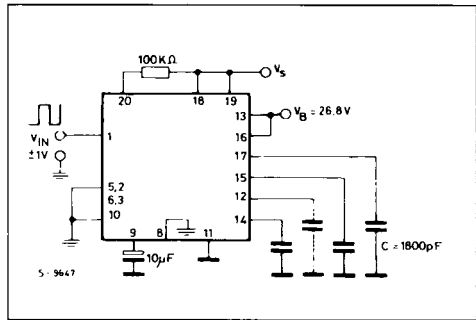 100KΩ
Vs
20
18
19
13
VB = 26.8V
16
VIN
1
17
±1V
15
5,2
12
6,3
10
14
9
8
11
C = 1800pF
10µF
S-9647